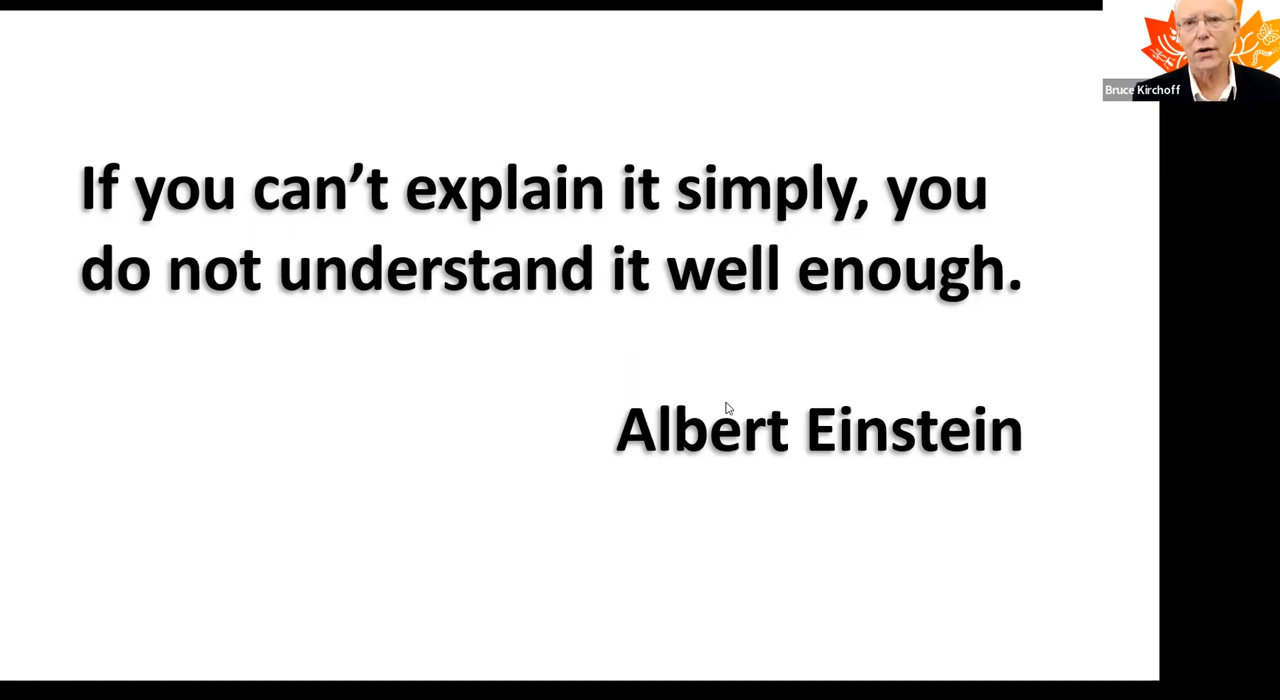 Bruce Kirchoff
If you can’t explain it simply, you
do not understand it well enough.
Albert Einstein